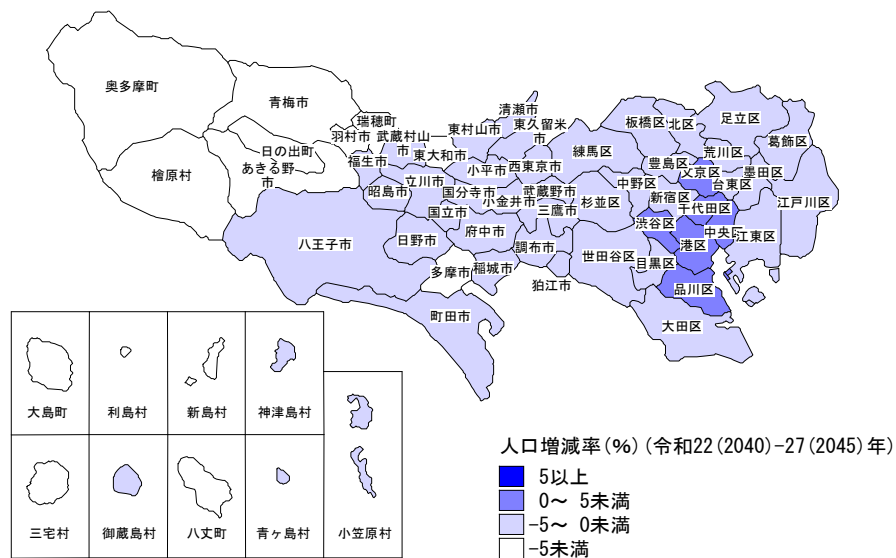 奥多摩町
青梅市
檜原村
日の出町
あきる野
市
瑞穂町
羽村市
福生市
武蔵村山
市
東大和市
東村山市
清瀬市
東久留米
市
昭島市
立川市
小平市
西東京市
国分寺市
小金井市
武蔵野市
三鷹市
国立市
府中市
調布市
狛江市
八王子市
日野市
多摩市
稲城市
町田市
練馬区
板橋区
北区
足立区
葛飾区
荒川区
豊島区
文京区
台東区
墨田区
中野区
新宿区
千代田区
杉並区
渋谷区
中央区
江東区
江戸川区
港区
世田谷区
目黒区
品川区
大田区
大島町
利島村
新島村
神津島村
三宅村
御蔵島村
八丈町
青ヶ島村
小笠原村
人口増減率(%) (令和22(2040)-27(2045)年)
5以上
0～ 5未満
-5～ 0未満
-5未満